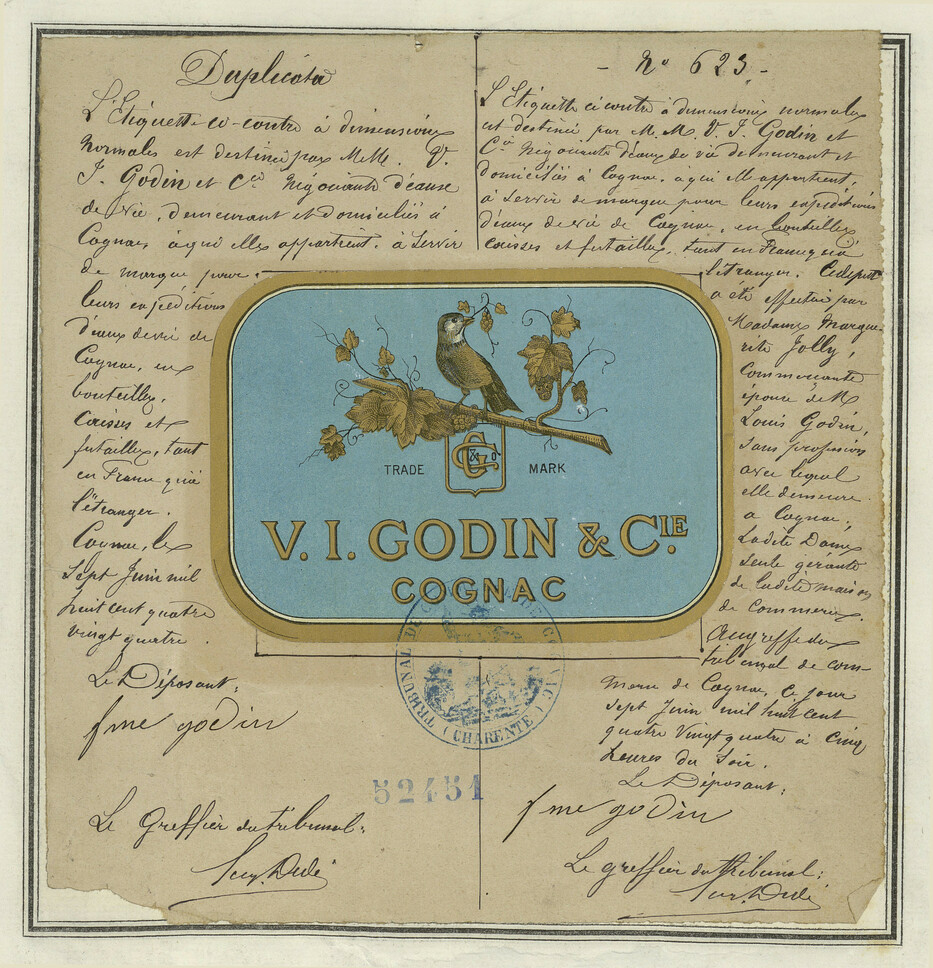 Duplicata
L'Etiquette ci-contre à dimensions
normales est destinée par M.M. V.
I. Godin et Cie Négociants d'eaux
de vie, demeurant et domiciliés à
Cognac, à qui elle appartient, à servir
de marque pour
leurs expéditions
d'eaux de vie de
Cognac, en
bouteilles,
caisses et
futailles, tant
en France qu'à
l'étranger.
Cognac, le
Sept Juin mil
huit cent quatre
vingt quatre.
Le Déposant:
fme godin
Le Greffier du tribunal:
- No 623 -
L'Etiquette ci contre à dimensions normales
est destinée par M.M. V. I. Godin et
Cie Négociants d'eaux de vie demeurant et
domiciliés à Cognac, à qui elle appartient,
à servir de marque pour leurs expéditions
d'eaux de vie de Cognac, en bouteilles,
caisses et futailles, tant en France qu'à
l'étranger. Ce dépôt
a été effectué par
Madame Margue-
rite Jolly,
Commerçante
épouse de M
Louis Godin,
sans profession
avec lequel
elle demeure
à Cognac,
Ladite Dame
seule gérante
de ladite maison
de commerce.
Au greffe du
tribunal de com-
merce de Cognac, ce jour
sept Juin mil huit cent
quatre vingt quatre à cinq
heures du soir.
Le Déposant:
fme godin
Le greffier du tribunal:
TRADE MARK
V. I. GODIN & CIE.
COGNAC
TRIBUNAL DE COMMERCE DE COGNAC
(CHARENTE)
52451